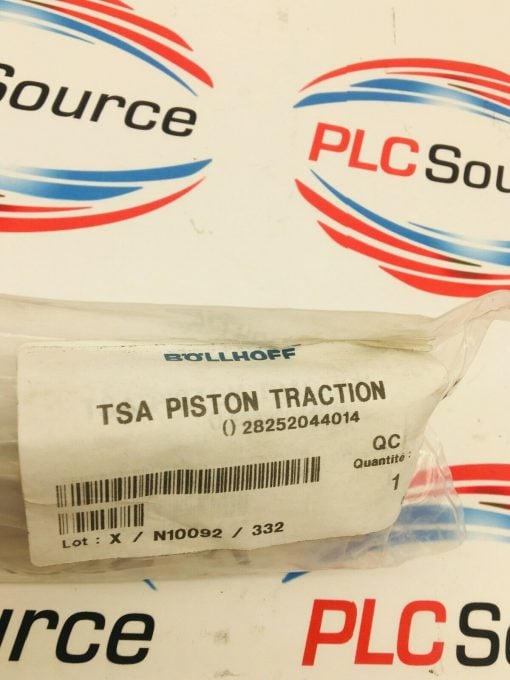 Source
PLC Sou
BÖLLHOFF
TSA PISTON TRACTION
() 28252044014
QC
Quantité :
1
Lot : X / N10092 / 332
urce
PLC S